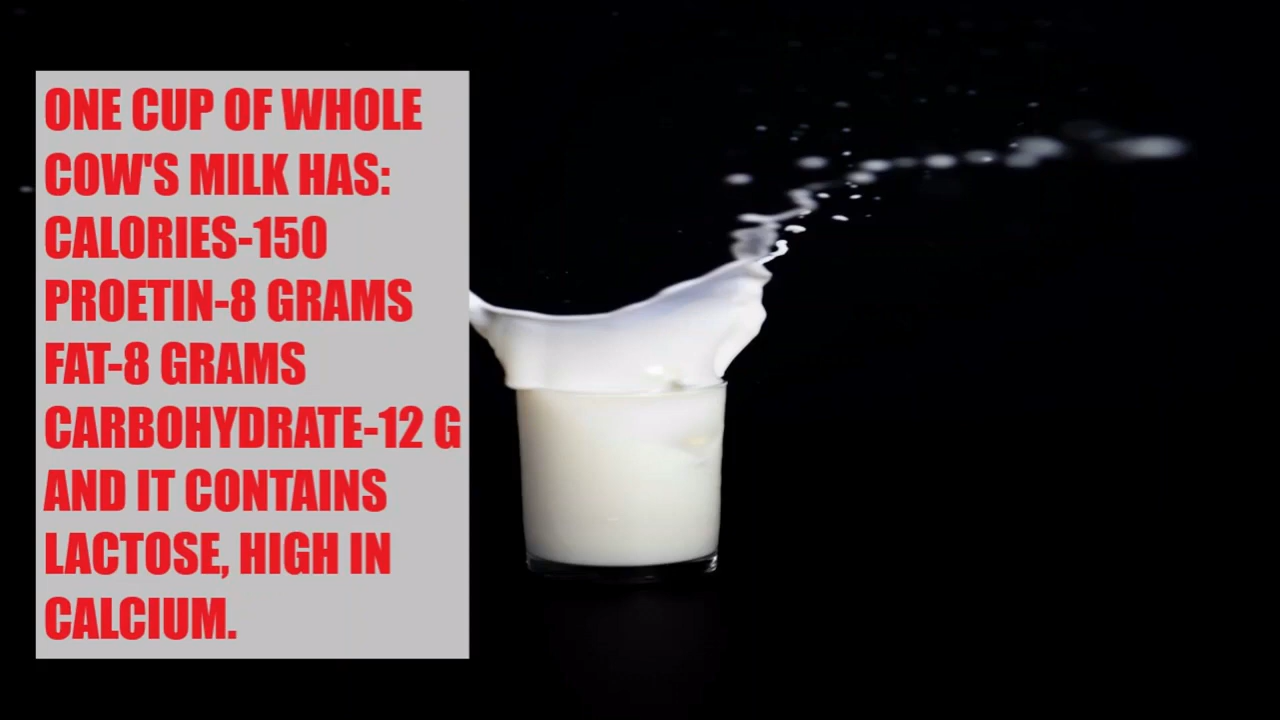 ONE CUP OF WHOLE
COW'S MILK HAS:
CALORIES-150
PROETIN-8 GRAMS
FAT-8 GRAMS
CARBOHYDRATE-12 G
AND IT CONTAINS
LACTOSE, HIGH IN
CALCIUM.